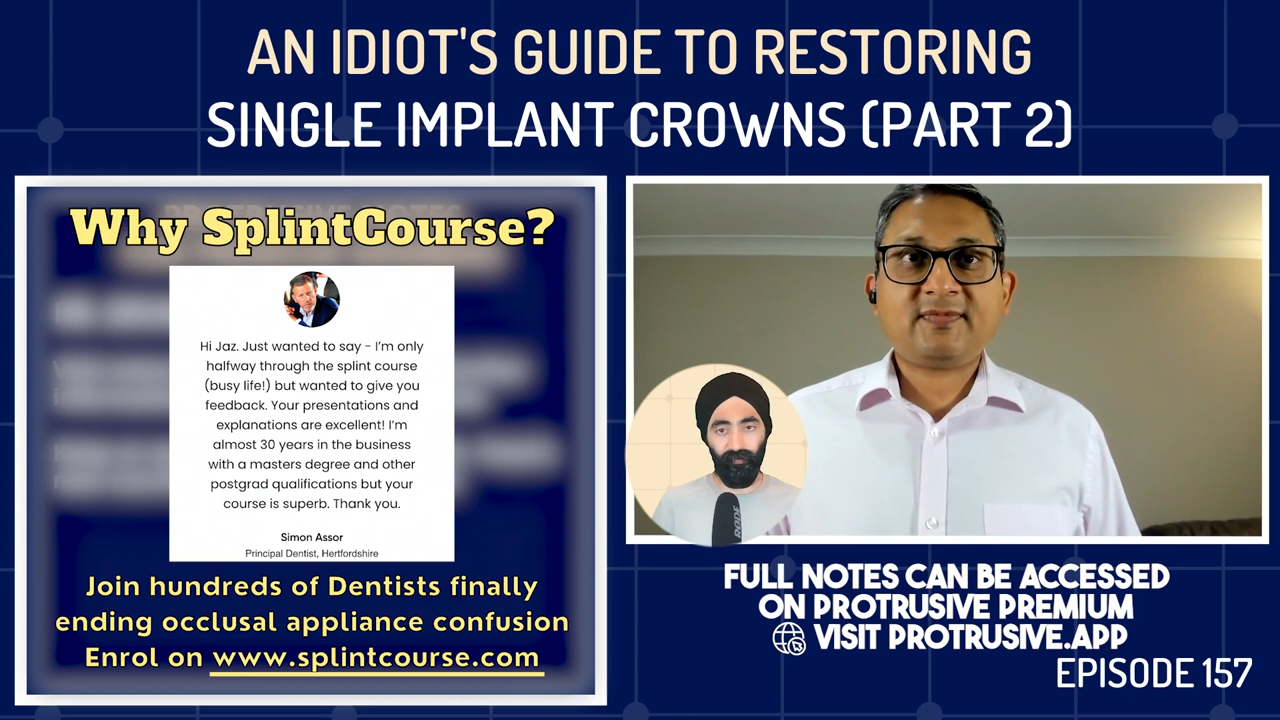 AN IDIOT'S GUIDE TO RESTORING
SINGLE IMPLANT CROWNS (PART 2)
Why SplintCourse?
Hi Jaz. Just wanted to say - I'm only
halfway through the splint course
(busy life!) but wanted to give you
feedback. Your presentations and
explanations are excellent! I'm
almost 30 years in the business
with a masters degree and other
postgrad qualifications but your
course is superb. Thank you.
Simon Assor
Principal Dentist, Hertfordshire
Join hundreds of Dentists finally
ending occlusal appliance confusion
Enrol on www.splintcourse.com
RODE
FULL NOTES CAN BE ACCESSED
ON PROTRUSIVE PREMIUM
VISIT PROTRUSIVE.APP
EPISODE 157